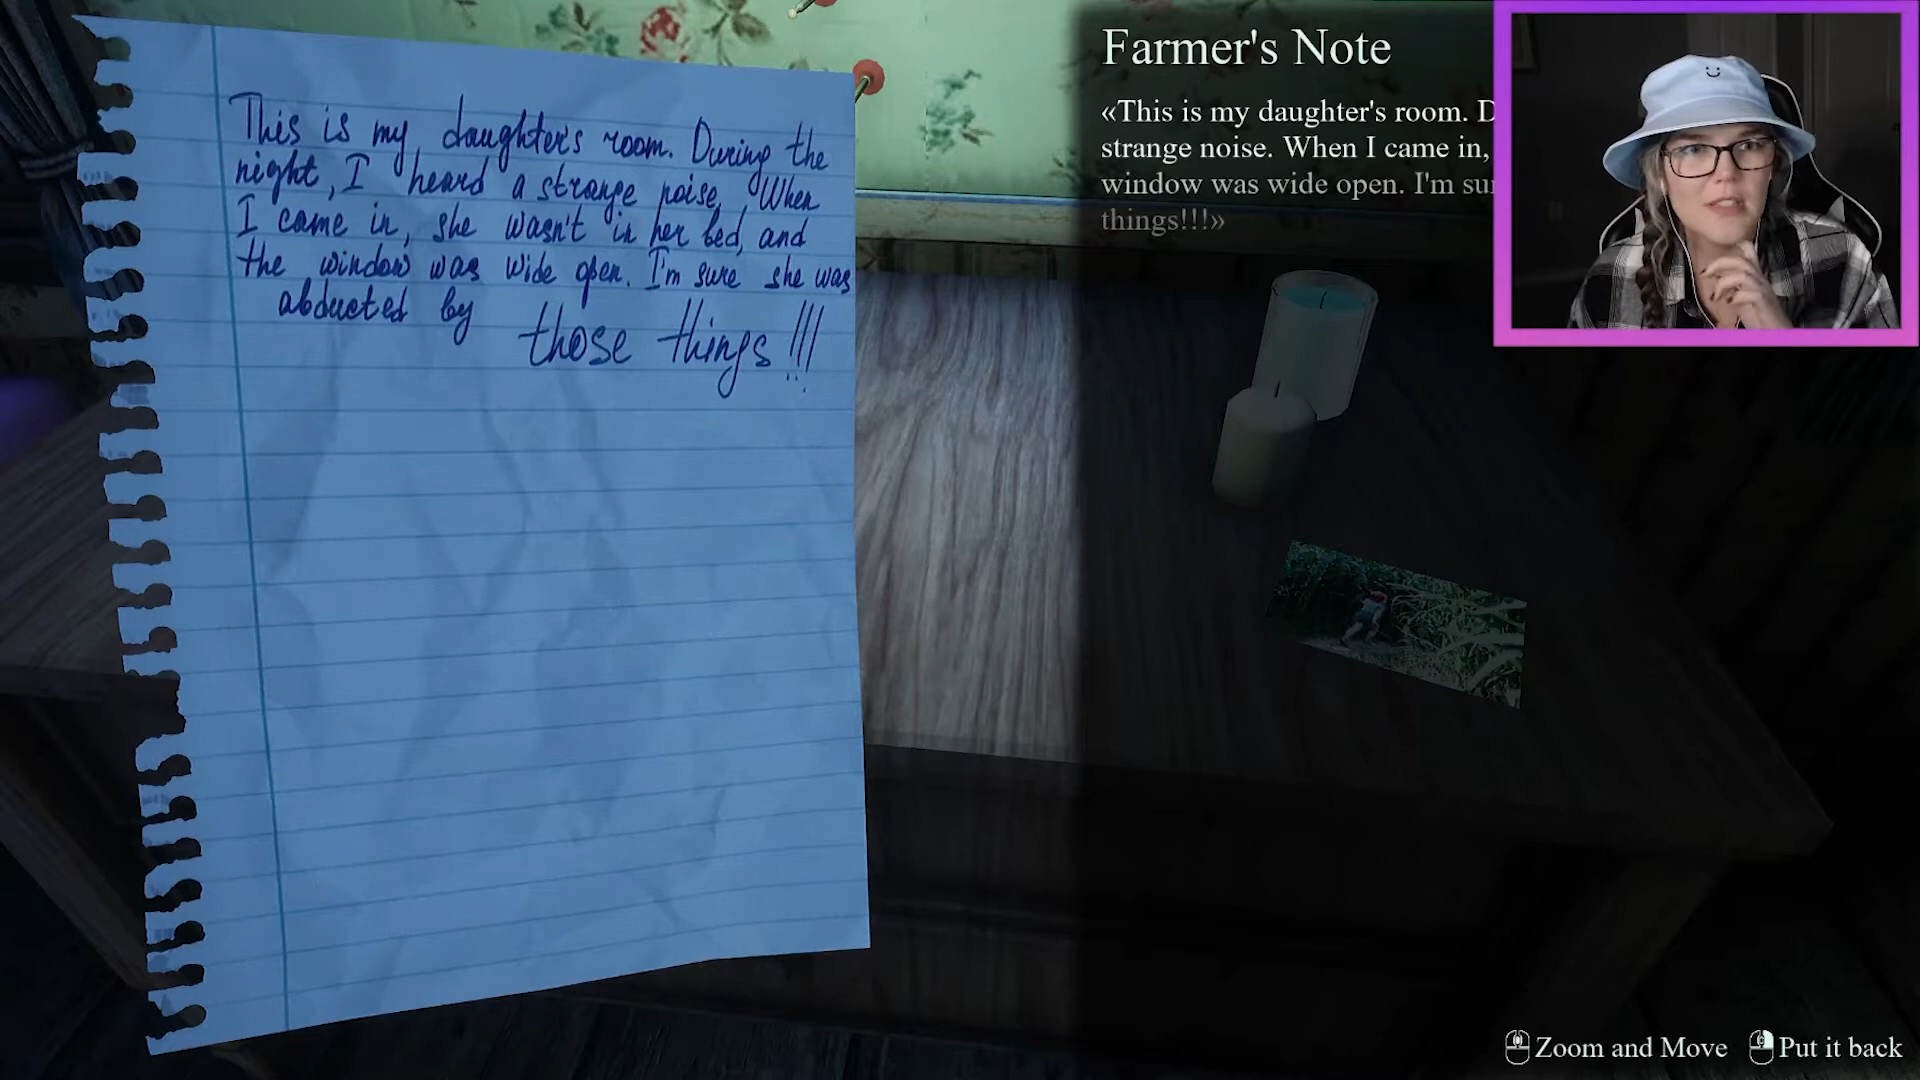 This is my daughter's room. During the
night, I heard a strange noise. When
I came in, she wasn't in her bed, and
the window was wide open. I'm sure she was
abducted by those things!!!
Farmer's Note
«This is my daughter's room. D
strange noise. When I came in,
window was wide open. I'm su
things!!!»
Zoom and Move
Put it back